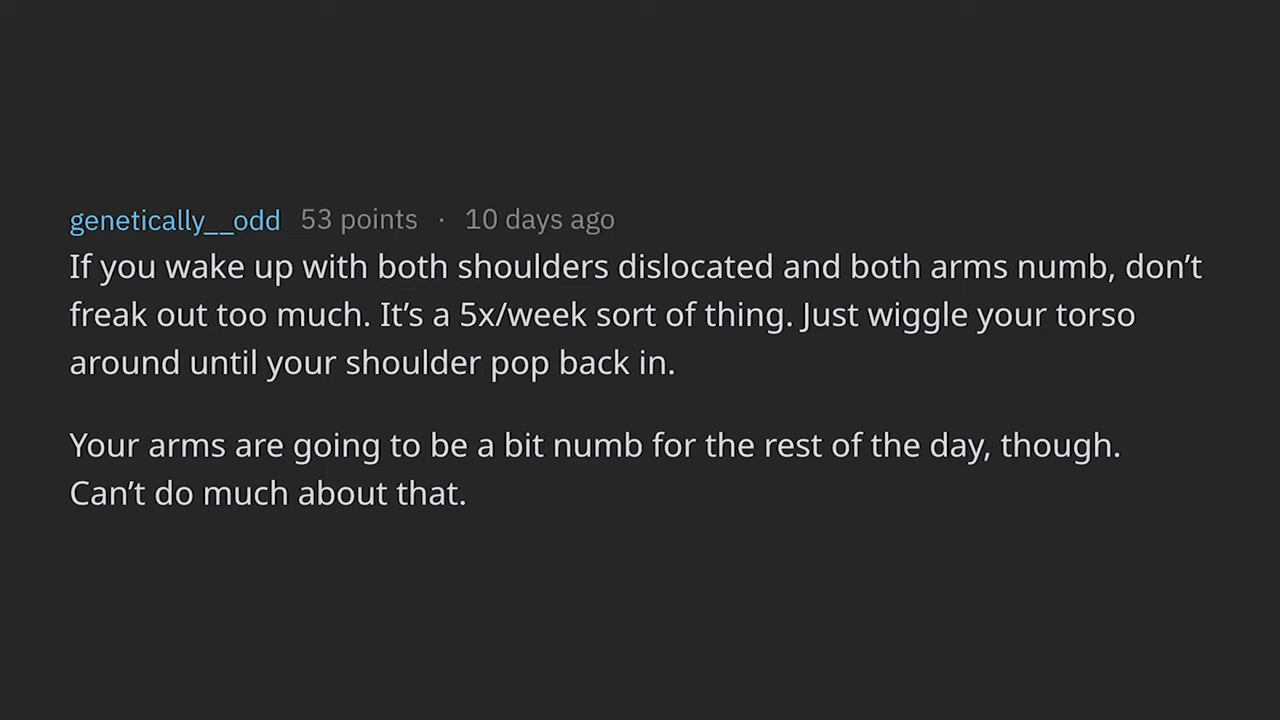 genetically__odd 53 points · 10 days ago
If you wake up with both shoulders dislocated and both arms numb, don’t
freak out too much. It’s a 5x/week sort of thing. Just wiggle your torso
around until your shoulder pop back in.
Your arms are going to be a bit numb for the rest of the day, though.
Can’t do much about that.